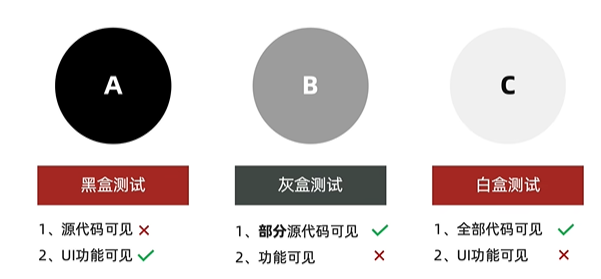 A
B
C
黑盒测试
灰盒测试
白盒测试
1、源代码可见 ×
2、UI功能可见 ✓
1、部分源代码可见 ✓
2、功能可见 ×
1、全部代码可见 ✓
2、UI功能可见 ×